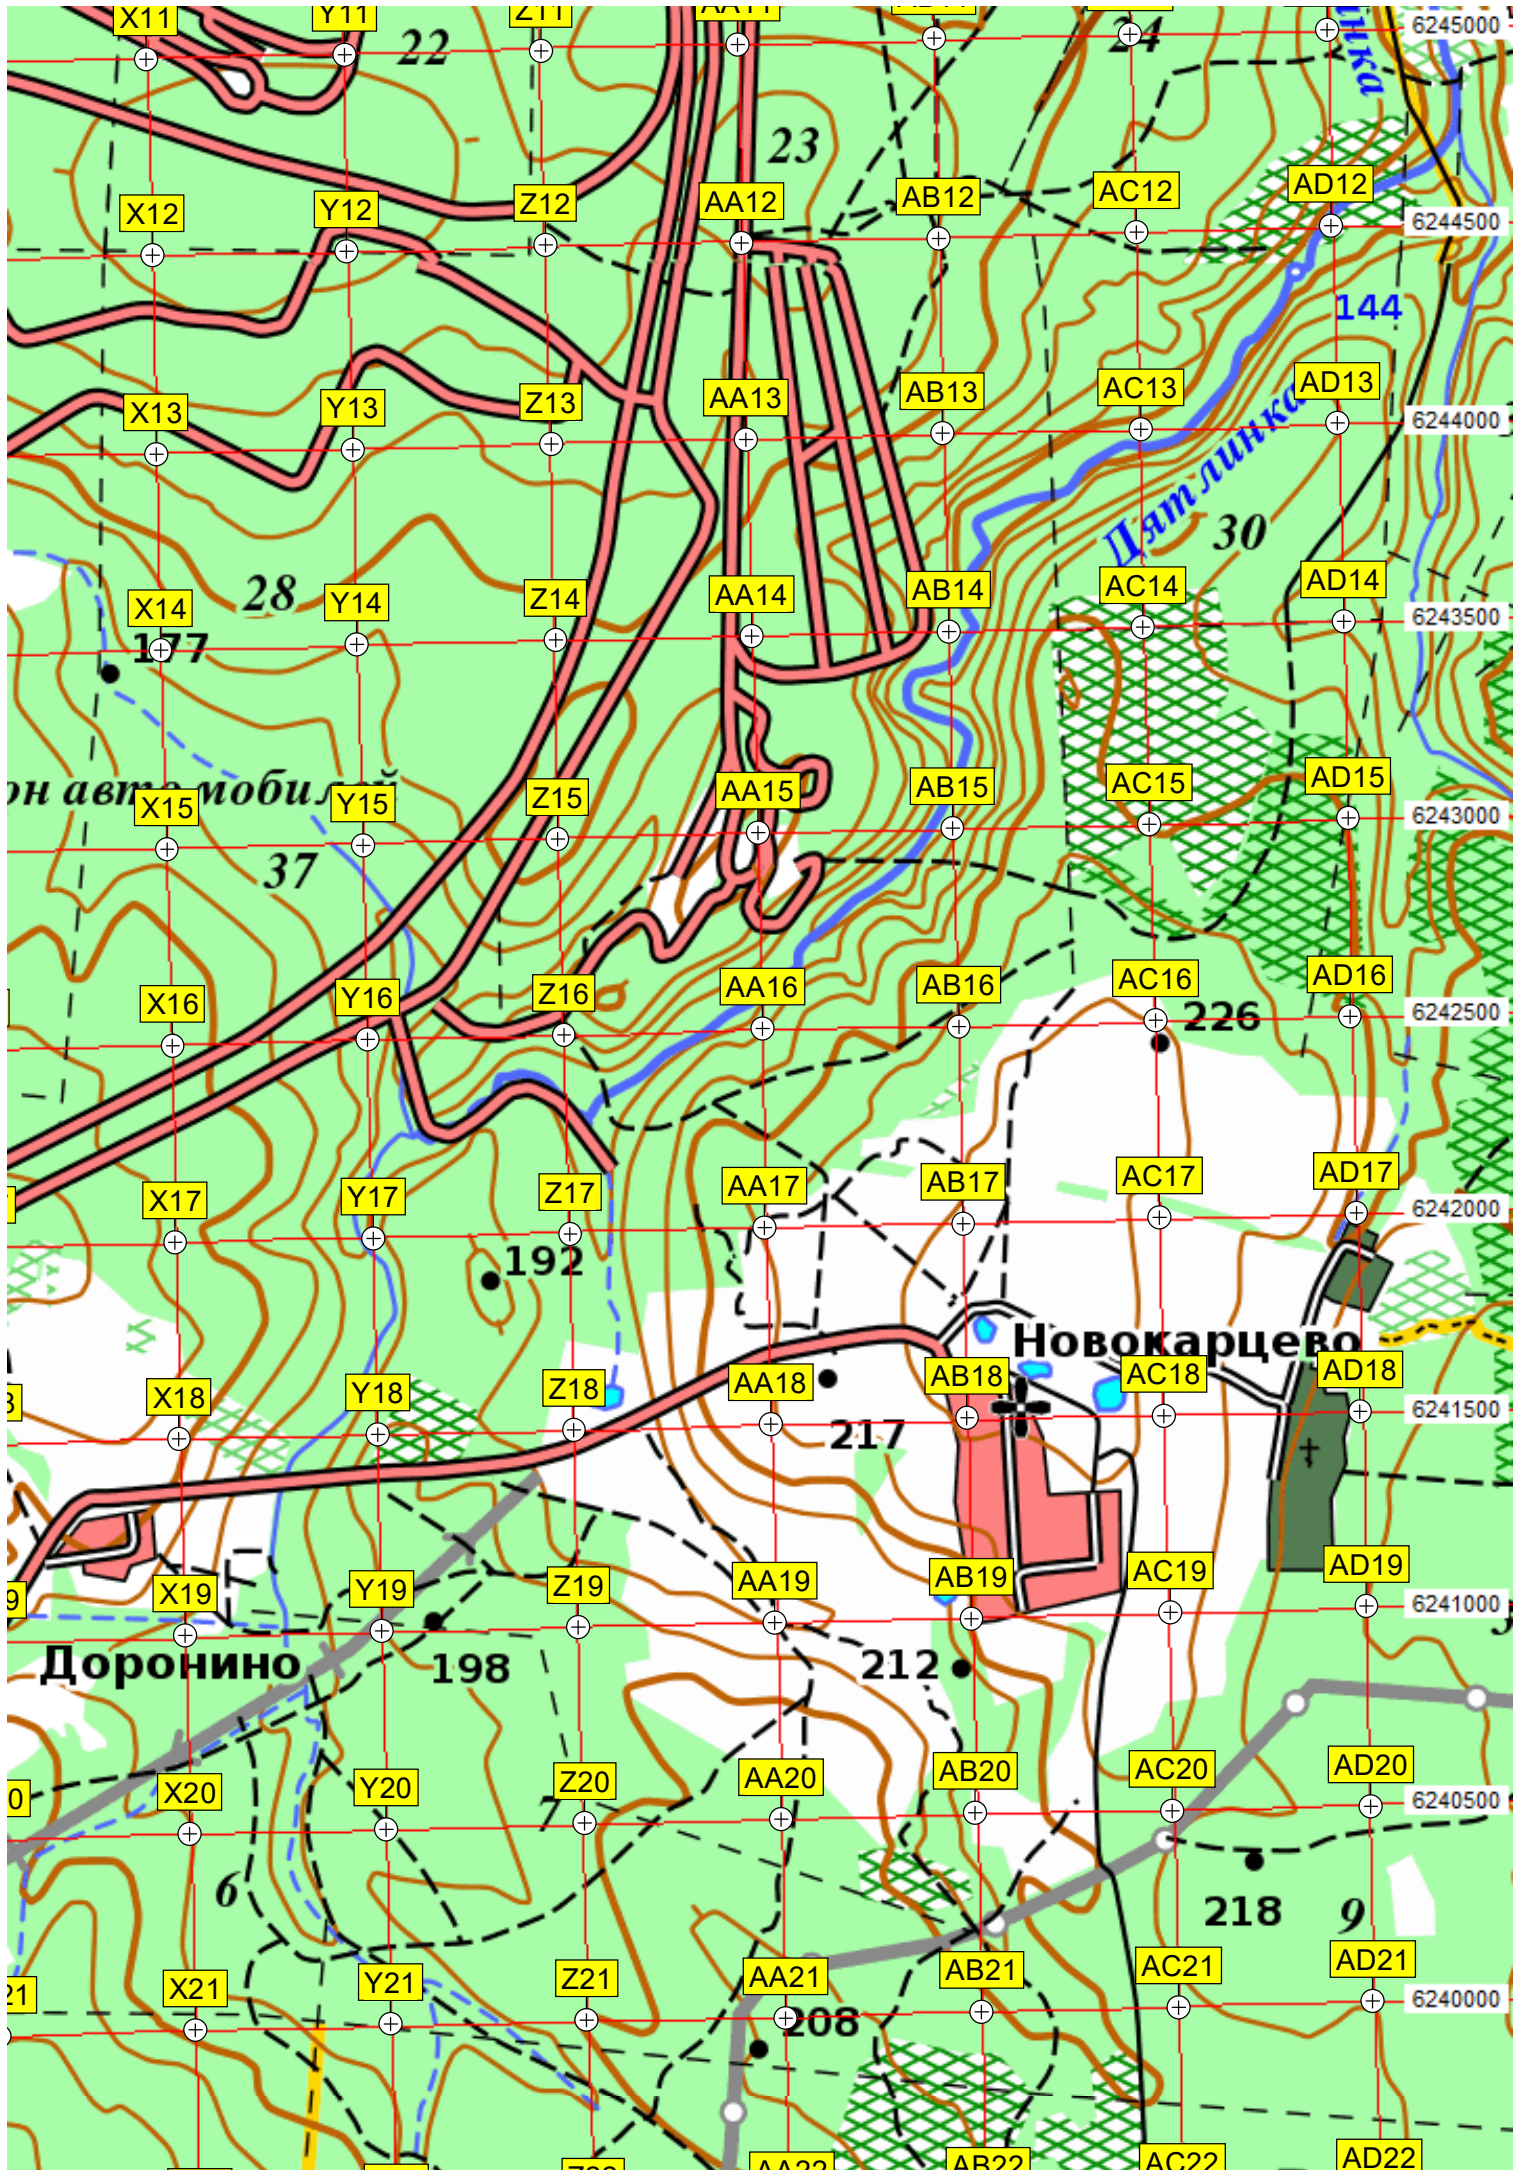 X11 Y11 Z11 AA11 24 6245000
22
инка
23
X12 Y12 Z12 AA12 AB12 AC12 AD12 6244500
144
X13 Y13 Z13 AA13 AB13 AC13 AD13 6244000
Дятлинка
30
28
X14 Y14 Z14 AA14 AB14 AC14 AD14 6243500
177
он автомобилей
X15 Y15 Z15 AA15 AB15 AC15 AD15 6243000
37
X16 Y16 Z16 AA16 AB16 AC16 AD16 6242500
226
X17 Y17 Z17 AA17 AB17 AC17 AD17 6242000
192
Новокарцево
X18 Y18 Z18 AA18 AB18 AC18 AD18 6241500
217
X19 Y19 Z19 AA19 AB19 AC19 AD19 6241000
Доронино
198
212
X20 Y20 Z20 AA20 AB20 AC20 AD20 6240500
7
6
218
9
21 X21 Y21 Z21 AA21 AB21 AC21 AD21 6240000
208
AA22 AB22 AC22 AD22